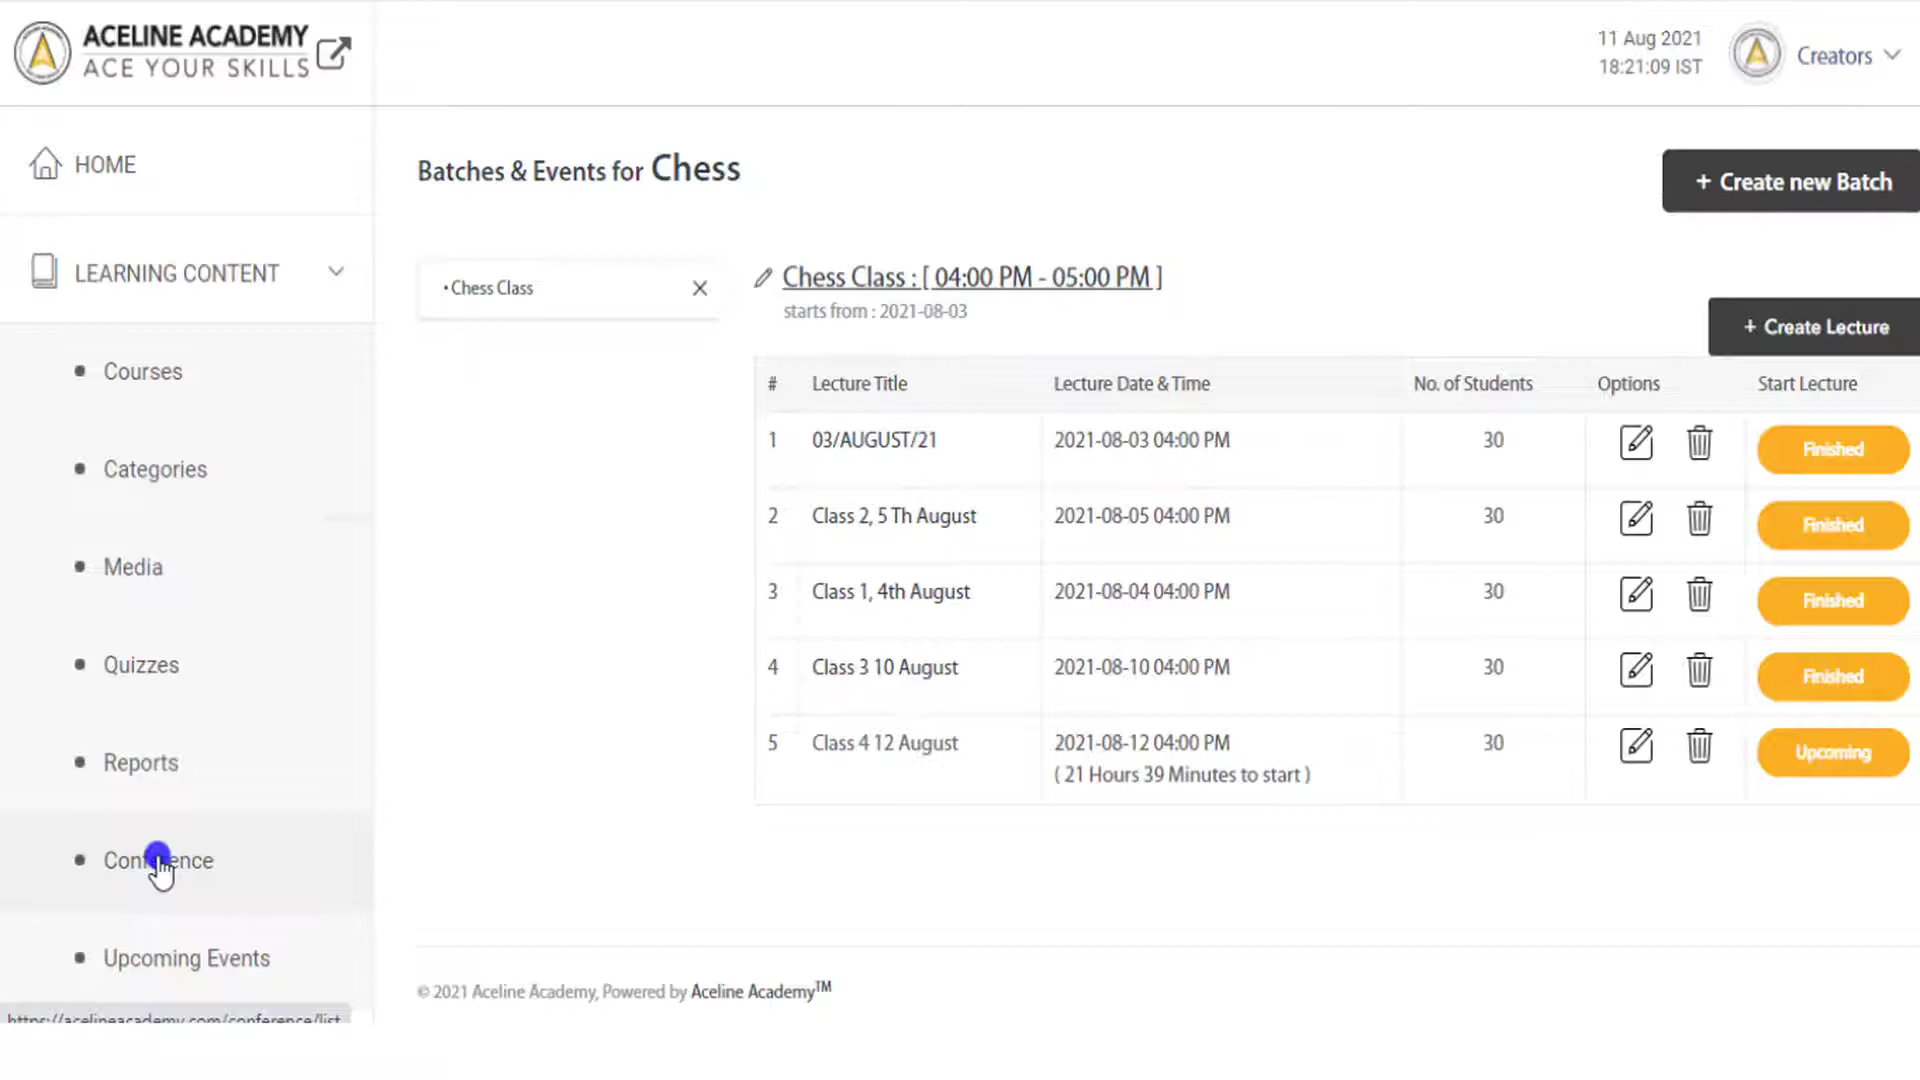 ACELINE ACADEMY
ACE YOUR SKILLS
11 Aug 2021
18:21:09 IST
Creators
HOME
LEARNING CONTENT
Courses
Categories
Media
Quizzes
Reports
Conference
Upcoming Events
https://acelineacademy.com/conference/list
Batches & Events for Chess
+ Create new Batch
• Chess Class
Chess Class : [ 04:00 PM - 05:00 PM ]
starts from : 2021-08-03
+ Create Lecture
# Lecture Title Lecture Date & Time No. of Students Options Start Lecture
1 03/AUGUST/21 2021-08-03 04:00 PM 30 Finished
2 Class 2, 5 Th August 2021-08-05 04:00 PM 30 Finished
3 Class 1, 4th August 2021-08-04 04:00 PM 30 Finished
4 Class 3 10 August 2021-08-10 04:00 PM 30 Finished
5 Class 4 12 August 2021-08-12 04:00 PM 30 Upcoming
( 21 Hours 39 Minutes to start )
© 2021 Aceline Academy, Powered by Aceline Academy™